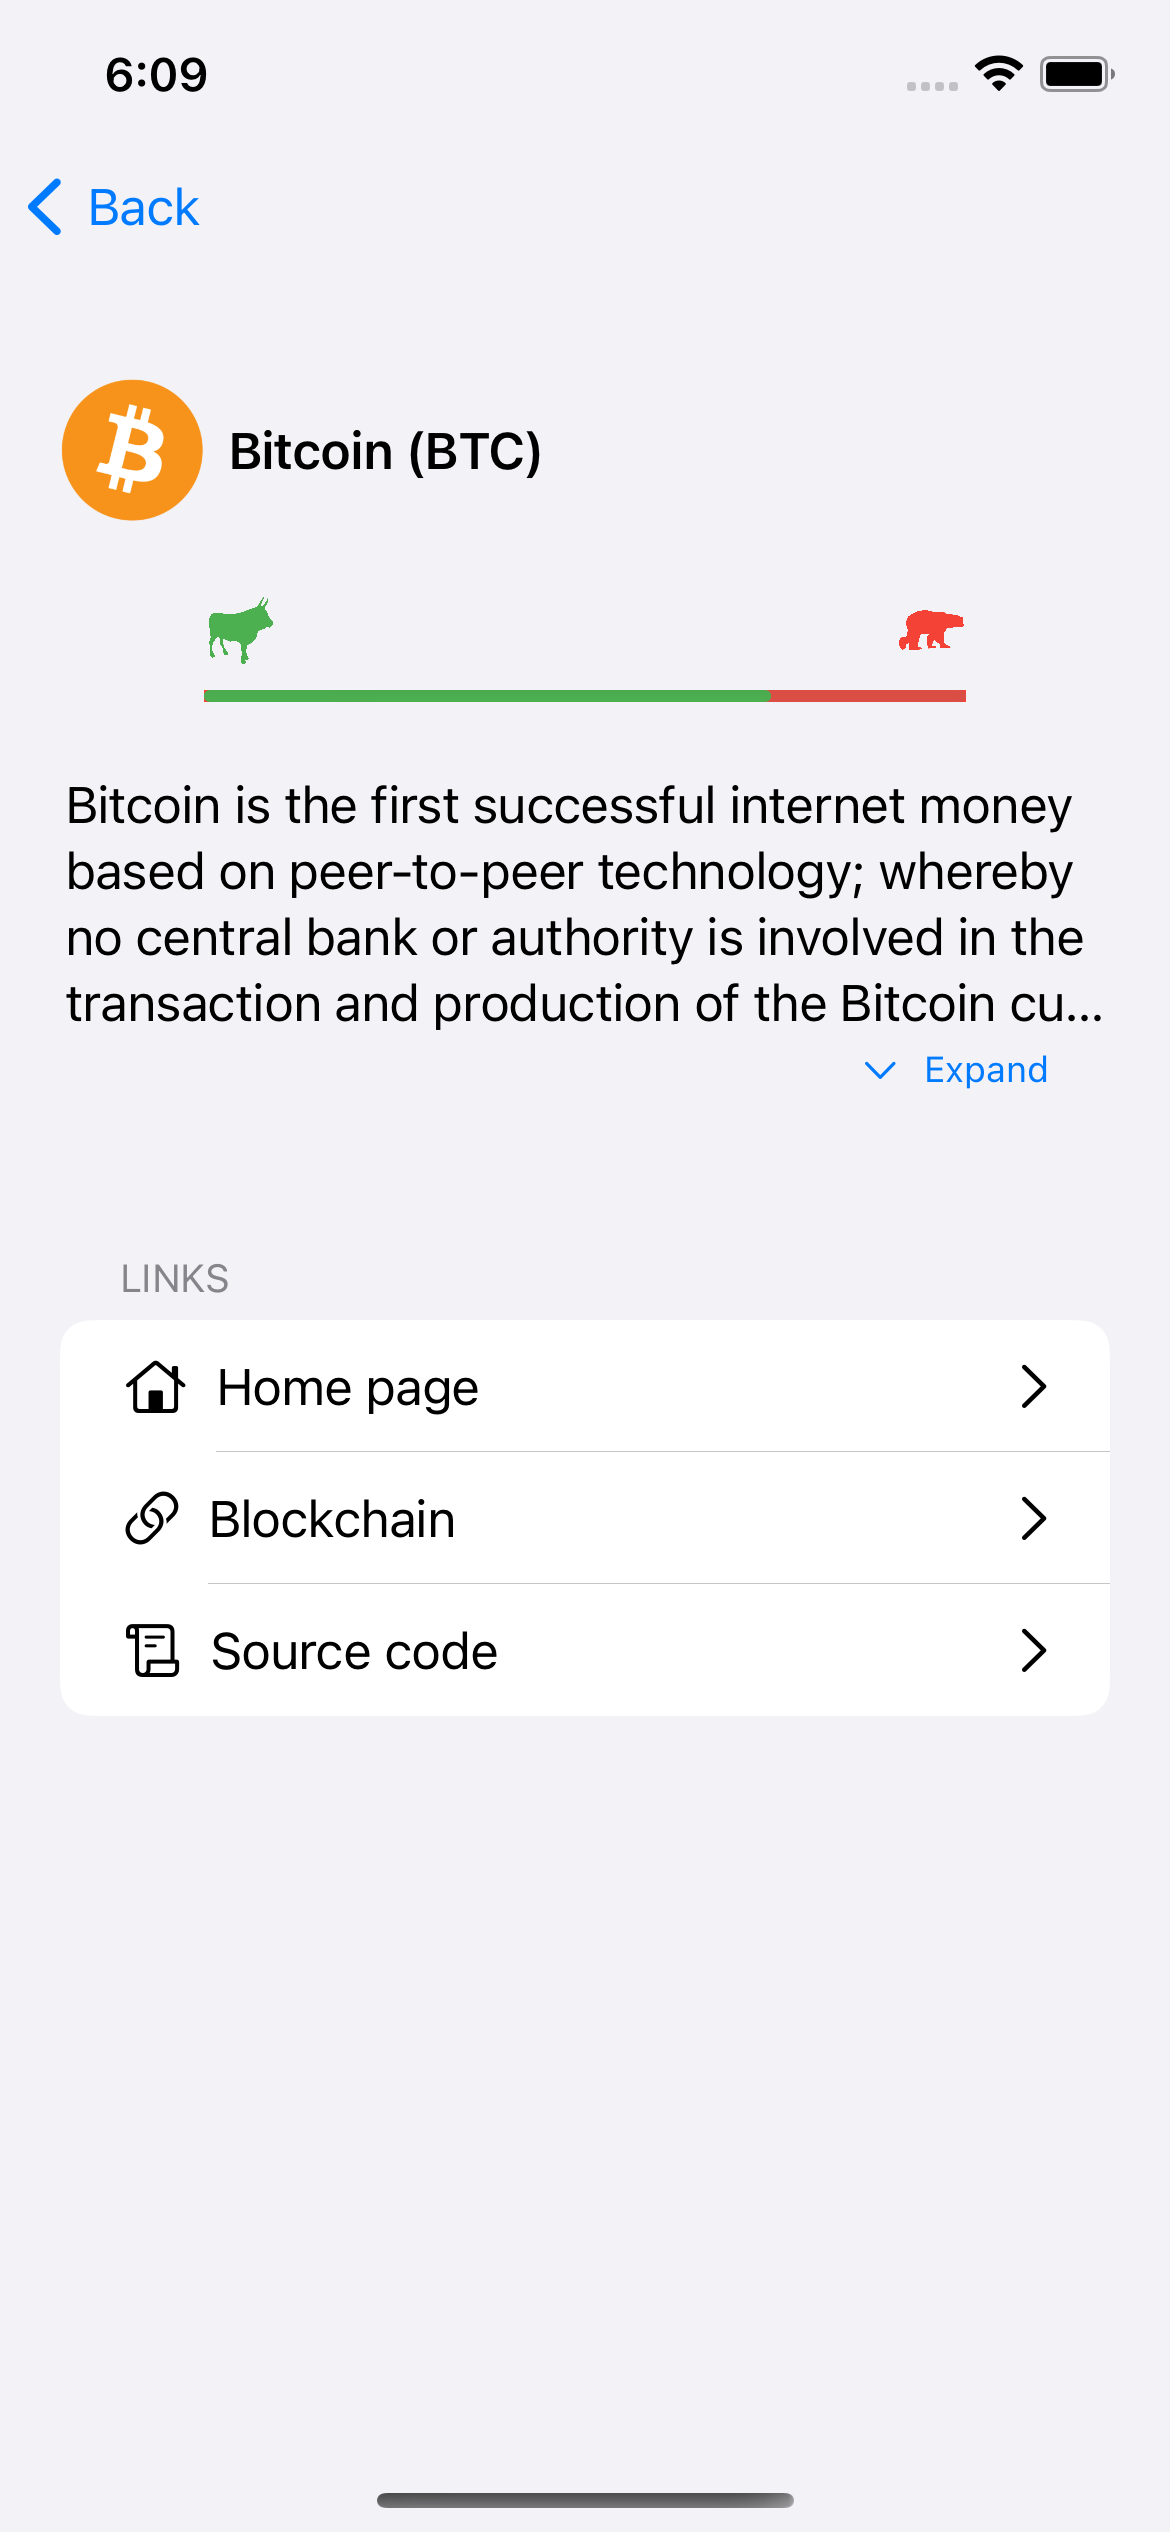 6:09
Back
Bitcoin (BTC)
Bitcoin is the first successful internet money
based on peer-to-peer technology; whereby
no central bank or authority is involved in the
transaction and production of the Bitcoin cu...
Expand
LINKS
Home page
Blockchain
Source code